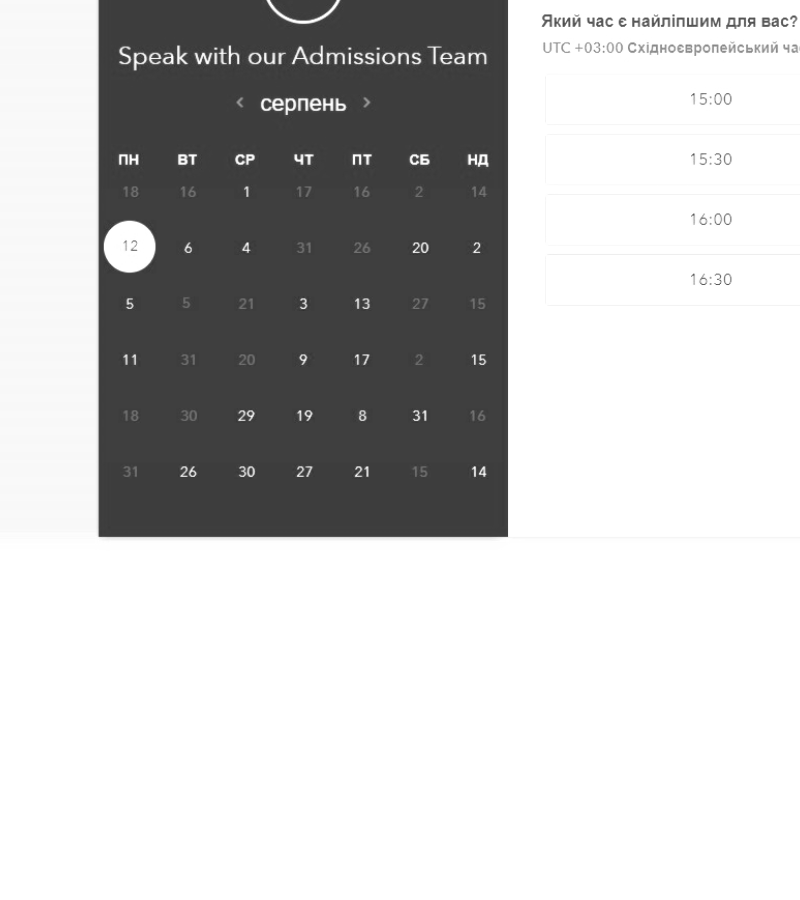 Speak with our Admissions Team
< серпень >
ПН ВТ СР ЧТ ПТ СБ НД
18 16 1 17 16 2 14
12 6 4 31 26 20 2
5 5 21 3 13 27 15
11 31 20 9 17 2 15
18 30 29 19 8 31 16
31 26 30 27 21 15 14
Який час є найліпшим для вас?
UTC +03:00 Східноєвропейський ча
15:00
15:30
16:00
16:30